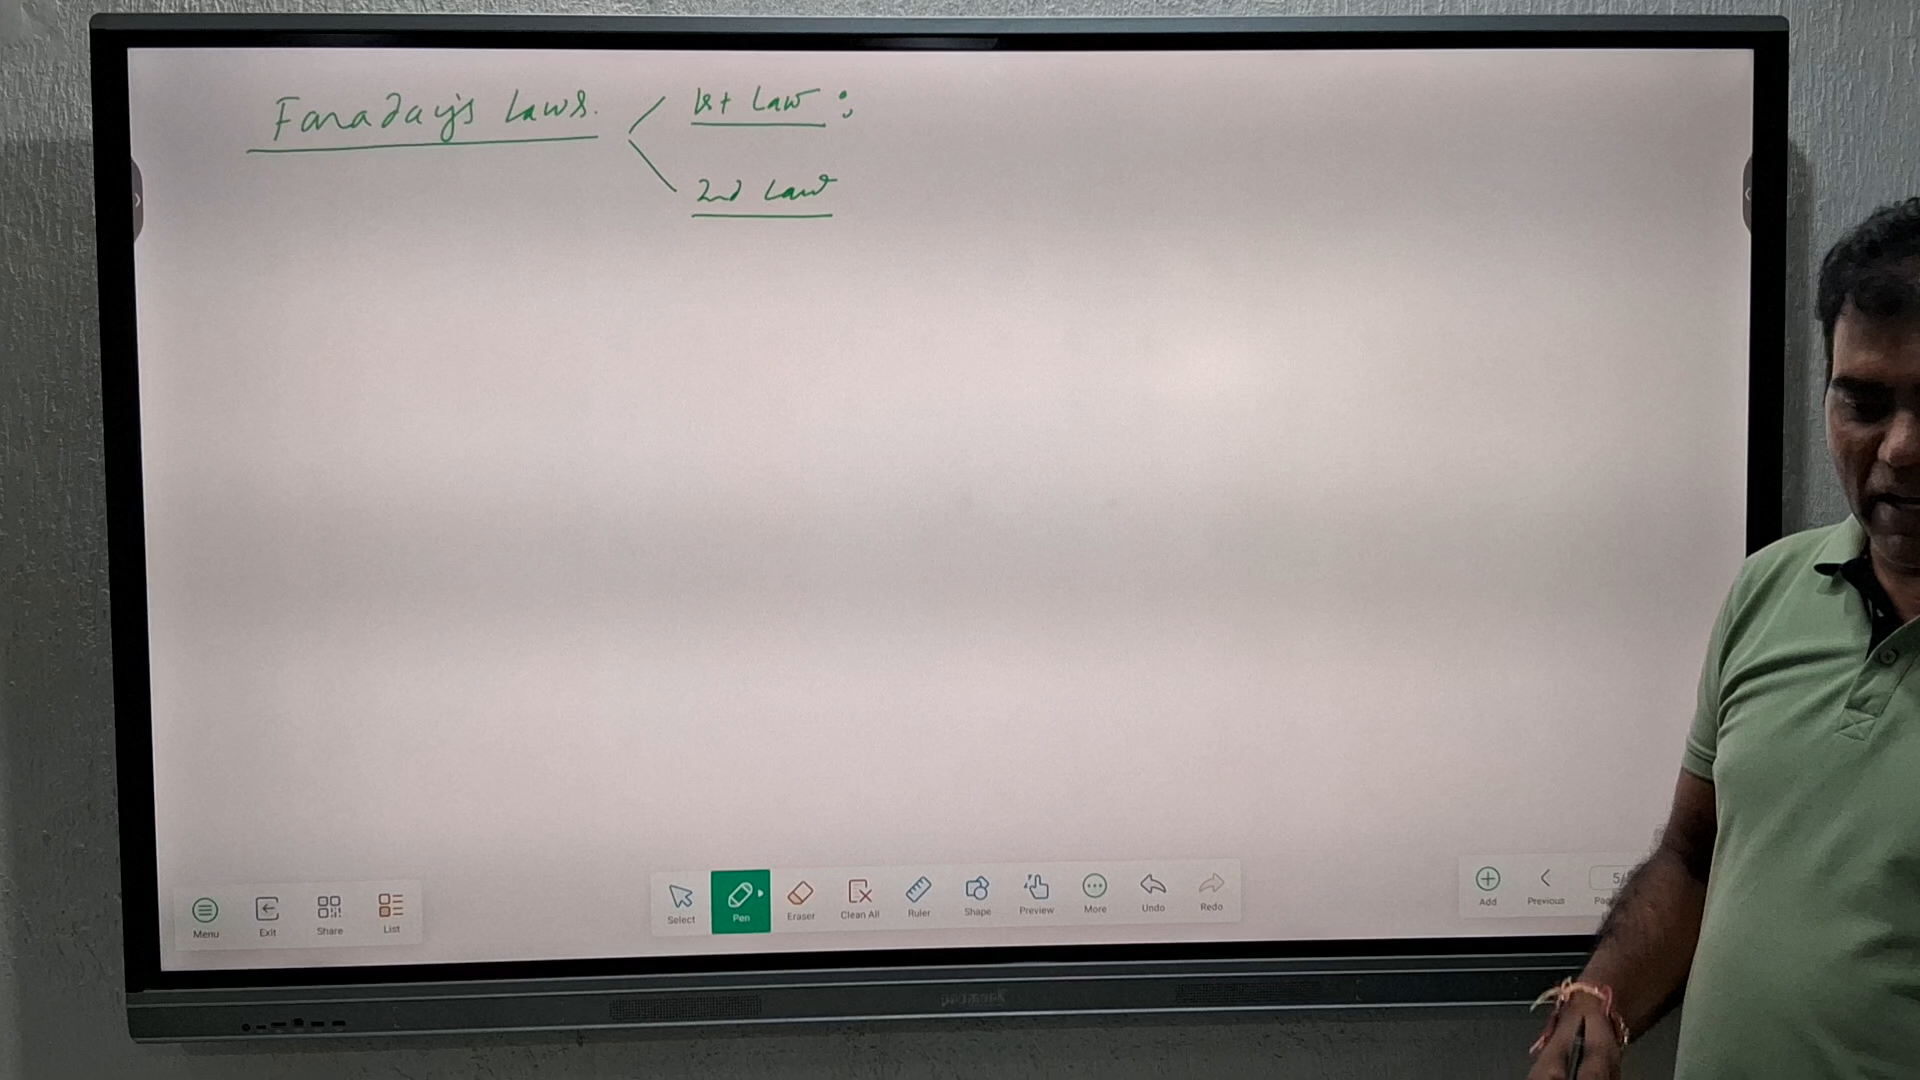 Faraday's Laws.
1st Law :
2nd Law
Menu
Exit
Share
List
Select
Pen
Eraser
Clean All
Ruler
Shape
Preview
More
Undo
Redo
Add
Previous